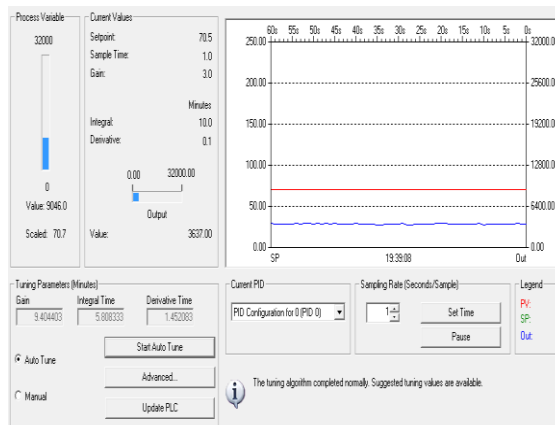 Process Variable
32000
0
Value: 9046.0
Scaled: 70.7
Current Values
Setpoint: 70.5
Sample Time: 1.0
Gain: 3.0
Minutes
Integral: 10.0
Derivative: 0.1
0.00 32000.00
Output
Value: 3637.00
60s 55s 50s 45s 40s 35s 30s 25s 20s 15s 10s 5s 0s
250.00 32000.0
200.00 25600.00
150.00 19200.00
100.00 12800.00
50.00 6400.00
0.00 0.00
SP 19:39:08 Out
Tuning Parameters (Minutes)
Gain Integral Time Derivative Time
9.404403 5.808333 1.452083
Auto Tune
Manual
Start Auto Tune
Advanced...
Update PLC
Current PID
PID Configuration for 0 (PID 0)
Sampling Rate (Seconds/Sample)
1 Set Time
Pause
Legend
PV:
SP:
Out:
The tuning algorithm completed normally. Suggested tuning values are available.